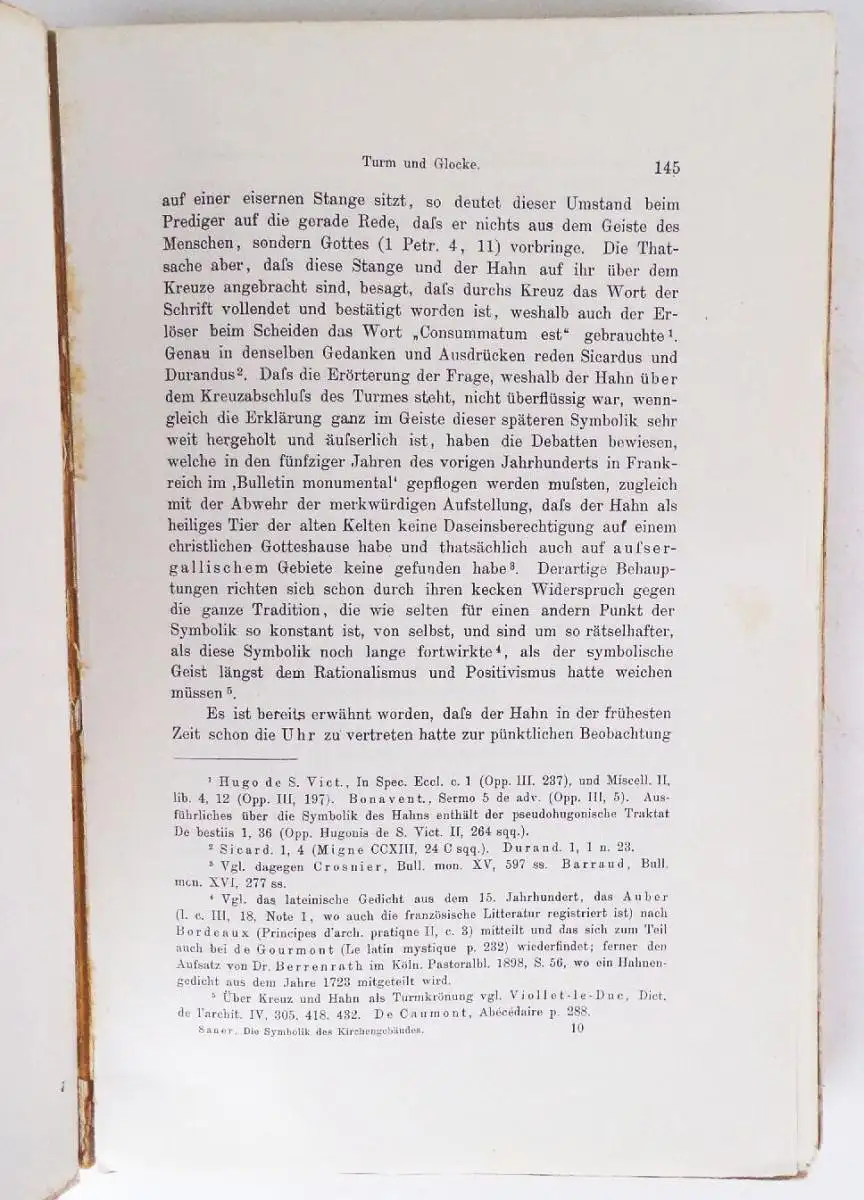 Turm und Glocke. 145
auf einer eisernen Stange sitzt, so deutet dieser Umstand beim
Prediger auf die gerade Rede, daſs er nichts aus dem Geiste des
Menschen, sondern Gottes (1 Petr. 4, 11) vorbringe. Die That-
sache aber, daſs diese Stange und der Hahn auf ihr über dem
Kreuze angebracht sind, besagt, daſs durchs Kreuz das Wort der
Schrift vollendet und bestätigt worden ist, weshalb auch der Er-
löser beim Scheiden das Wort „Consummatum est“ gebrauchte¹.
Genau in denselben Gedanken und Ausdrücken reden Sicardus und
Durandus². Daſs die Erörterung der Frage, weshalb der Hahn über
dem Kreuzabschluſs des Turmes steht, nicht überflüssig war, wenn-
gleich die Erklärung ganz im Geiste dieser späteren Symbolik sehr
weit hergeholt und äuſserlich ist, haben die Debatten bewiesen,
welche in den fünfziger Jahren des vorigen Jahrhunderts in Frank-
reich im ‚Bulletin monumental‘ gepflogen werden muſsten, zugleich
mit der Abwehr der merkwürdigen Aufstellung, daſs der Hahn als
heiliges Tier der alten Kelten keine Daseinsberechtigung auf einem
christlichen Gotteshause habe und thatsächlich auch auf auſser-
gallischem Gebiete keine gefunden habe³. Derartige Behaup-
tungen richten sich schon durch ihren kecken Widerspruch gegen
die ganze Tradition, die wie selten für einen andern Punkt der
Symbolik so konstant ist, von selbst, und sind um so rätselhafter,
als diese Symbolik noch lange fortwirkte⁴, als der symbolische
Geist längst dem Rationalismus und Positivismus hatte weichen
müssen⁵.
Es ist bereits erwähnt worden, daſs der Hahn in der frühesten
Zeit schon die Uhr zu vertreten hatte zur pünktlichen Beobachtung
¹ Hugo de S. Vict., In Spec. Eccl. c. 1 (Opp. III, 237), und Miscell. II,
lib. 4, 12 (Opp. III, 197). Bonavent., Sermo 5 de adv. (Opp. III, 5). Aus-
führliches über die Symbolik des Hahns enthält der pseudohugonische Traktat
De bestiis 1, 36 (Opp. Hugonis de S. Vict. II, 264 sqq.).
² Sicard. 1, 4 (Migne CCXIII, 24 C sqq.). Durand. 1, 1 n. 23.
³ Vgl. dagegen Crosnier, Bull. mon. XV, 597 ss. Barraud, Bull.
mon. XVI, 277 ss.
⁴ Vgl. das lateinische Gedicht aus dem 15. Jahrhundert, das Auber
(l. c. III, 18, Note 1, wo auch die französische Litteratur registriert ist) nach
Bordeaux (Principes d'arch. pratique II, c. 3) mitteilt und das sich zum Teil
auch bei de Gourmont (Le latin mystique p. 232) wiederfindet; ferner den
Aufsatz von Dr. Berrenrath im Köln. Pastoralbl. 1898, S. 56, wo ein Hahnen-
gedicht aus dem Jahre 1723 mitgeteilt wird.
⁵ Über Kreuz und Hahn als Turmkrönung vgl. Viollet-le-Duc, Dict.
de l'archit. IV, 305. 418. 432. De Caumont, Abécédaire p. 288.
Sauer, Die Symbolik des Kirchengebäudes. 10